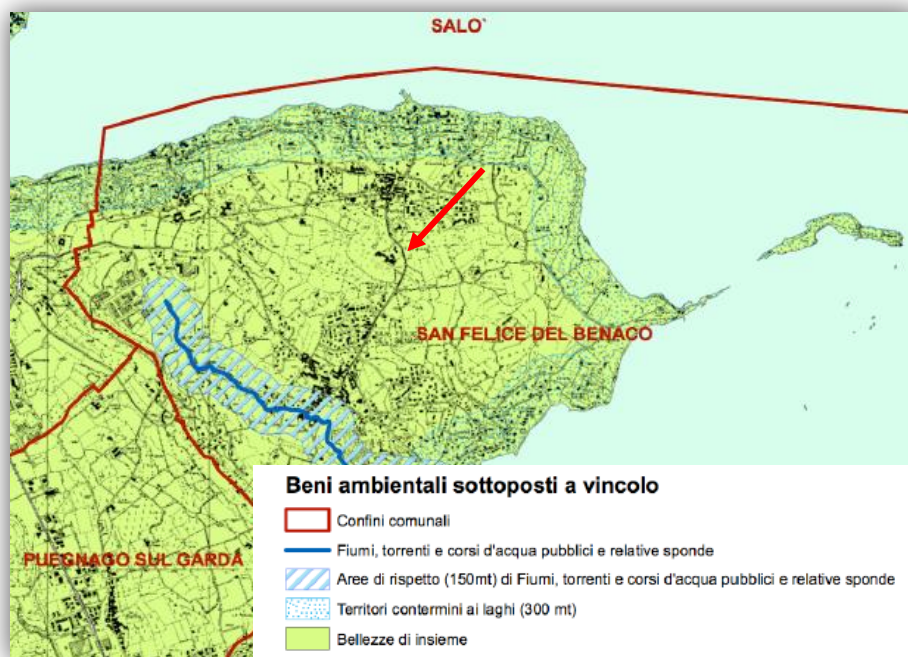 SALO`
SAN FELICE DEL BENACO
PUEGNAGO SUL GARDA
Beni ambientali sottoposti a vincolo
Confini comunali
Fiumi, torrenti e corsi d'acqua pubblici e relative sponde
Aree di rispetto (150mt) di Fiumi, torrenti e corsi d'acqua pubblici e relative sponde
Territori contermini ai laghi (300 mt)
Bellezze di insieme